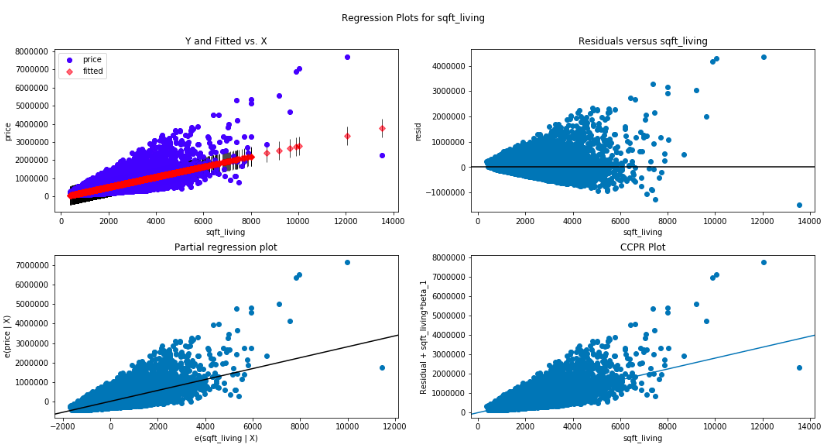 Regression Plots for sqft_living
Y and Fitted vs. X
8000000
7000000
6000000
5000000
4000000
3000000
2000000
1000000
0
price
price
fitted
0 2000 4000 6000 8000 10000 12000 14000
sqft_living
Residuals versus sqft_living
4000000
3000000
2000000
1000000
0
−1000000
resid
0 2000 4000 6000 8000 10000 12000 14000
sqft_living
Partial regression plot
7000000
6000000
5000000
4000000
3000000
2000000
1000000
0
e(price | X)
−2000 0 2000 4000 6000 8000 10000 12000
e(sqft_living | X)
CCPR Plot
8000000
7000000
6000000
5000000
4000000
3000000
2000000
1000000
0
Residual + sqft_living*beta_1
0 2000 4000 6000 8000 10000 12000 14000
sqft_living